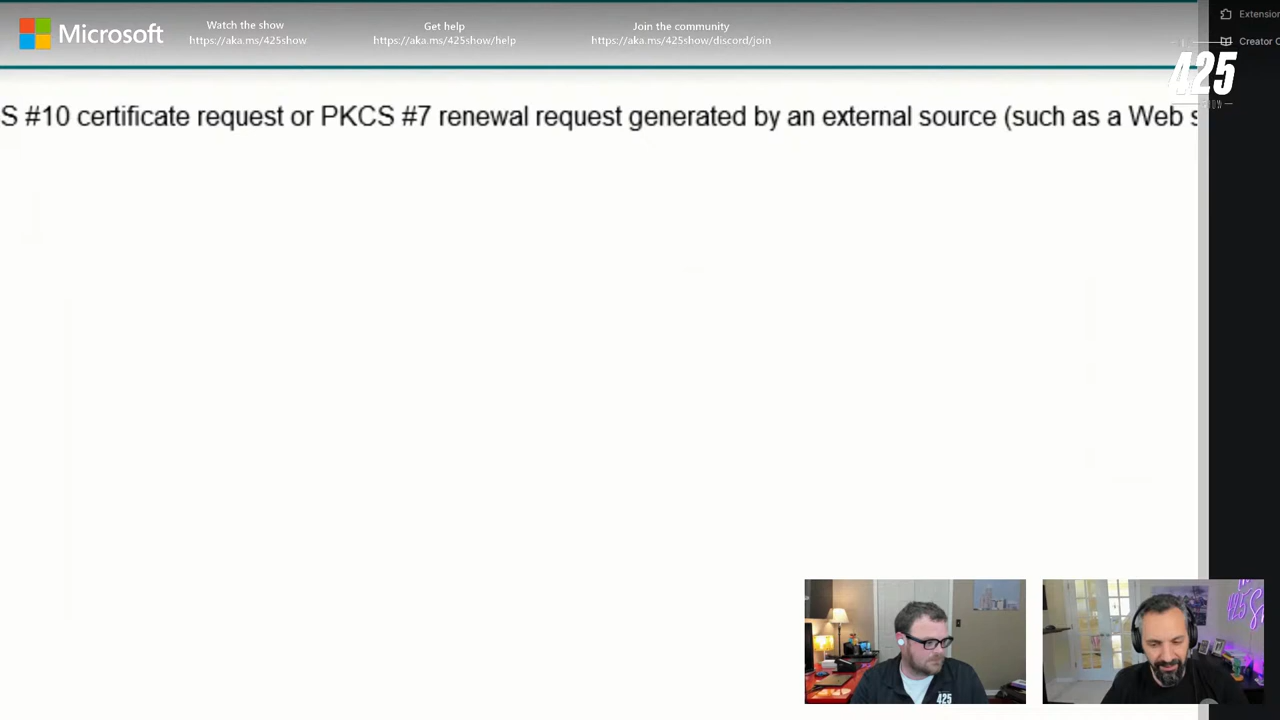 Microsoft
Watch the show
https://aka.ms/425show
Get help
https://aka.ms/425show/help
Join the community
https://aka.ms/425show/discord/join
Extension
Creator
425
S #10 certificate request or PKCS #7 renewal request generated by an external source (such as a Web s
425
425